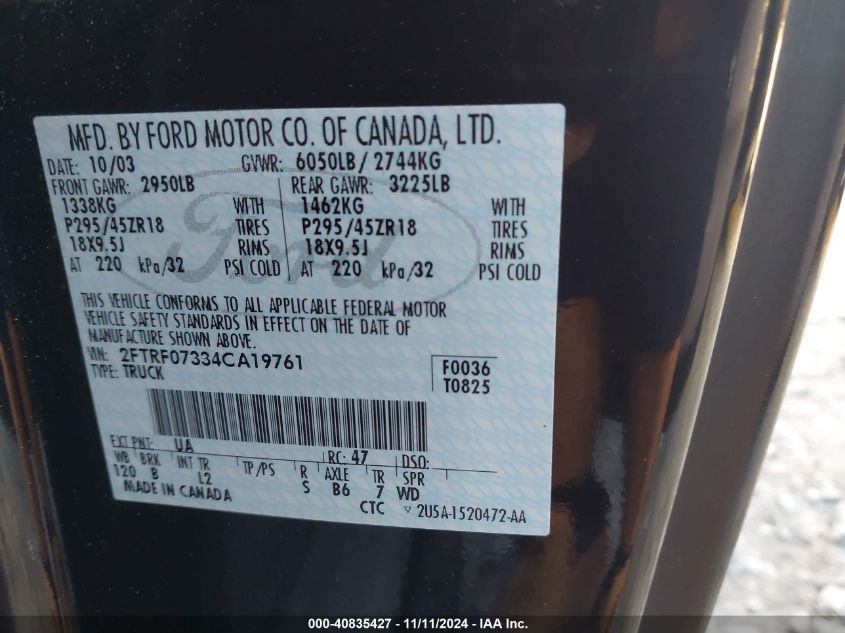 MFD. BY FORD MOTOR CO. OF CANADA, LTD.
DATE: 10/03 GVWR: 6050LB/ 2744KG
FRONT GAWR: 2950LB REAR GAWR: 3225LB
1338KG WITH 1462KG WITH
P295/45ZR18 TIRES P295/45ZR18 TIRES
18X9.5J RIMS 18X9.5J RIMS
AT 220 kPa/32 PSI COLD AT 220 kPa/32 PSI COLD
Ford
THIS VEHICLE CONFORMS TO ALL APPLICABLE FEDERAL MOTOR
VEHICLE SAFETY STANDARDS IN EFFECT ON THE DATE OF
MANUFACTURE SHOWN ABOVE.
VIN: 2FTRF07334CA19761 F0036
TYPE: TRUCK T0825
EXT PNT: UA RC: 47 DSO:
WB BRK INT TR TP/PS R AXLE TR SPR
120 B L2 S B6 7 WD
MADE IN CANADA CTC ▽ 2U5A-1520472-AA
000-40835427 - 11/11/2024 - IAA Inc.